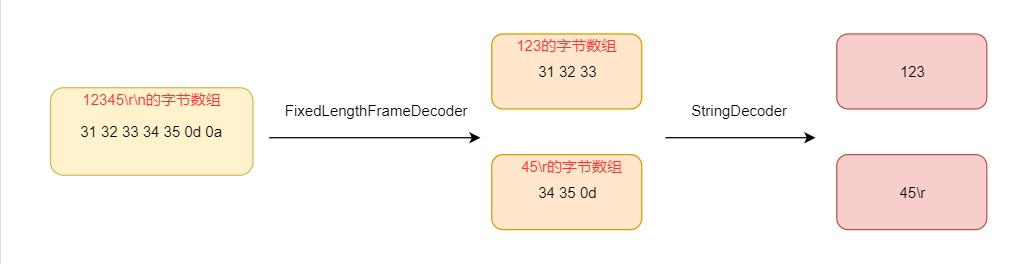 12345\r\n的字节数组
31 32 33 34 35 0d 0a
FixedLengthFrameDecoder
123的字节数组
31 32 33
45\r的字节数组
34 35 0d
StringDecoder
123
45\r